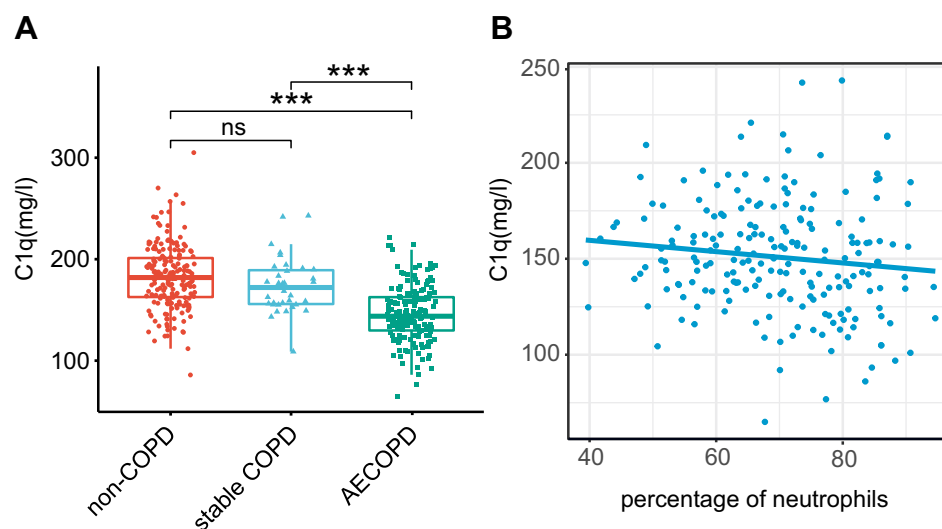 A
C1q(mg/l)
300
200
100
***
***
ns
non-COPD
stable COPD
AECOPD
B
C1q(mg/l)
250
200
150
100
40
60
80
percentage of neutrophils